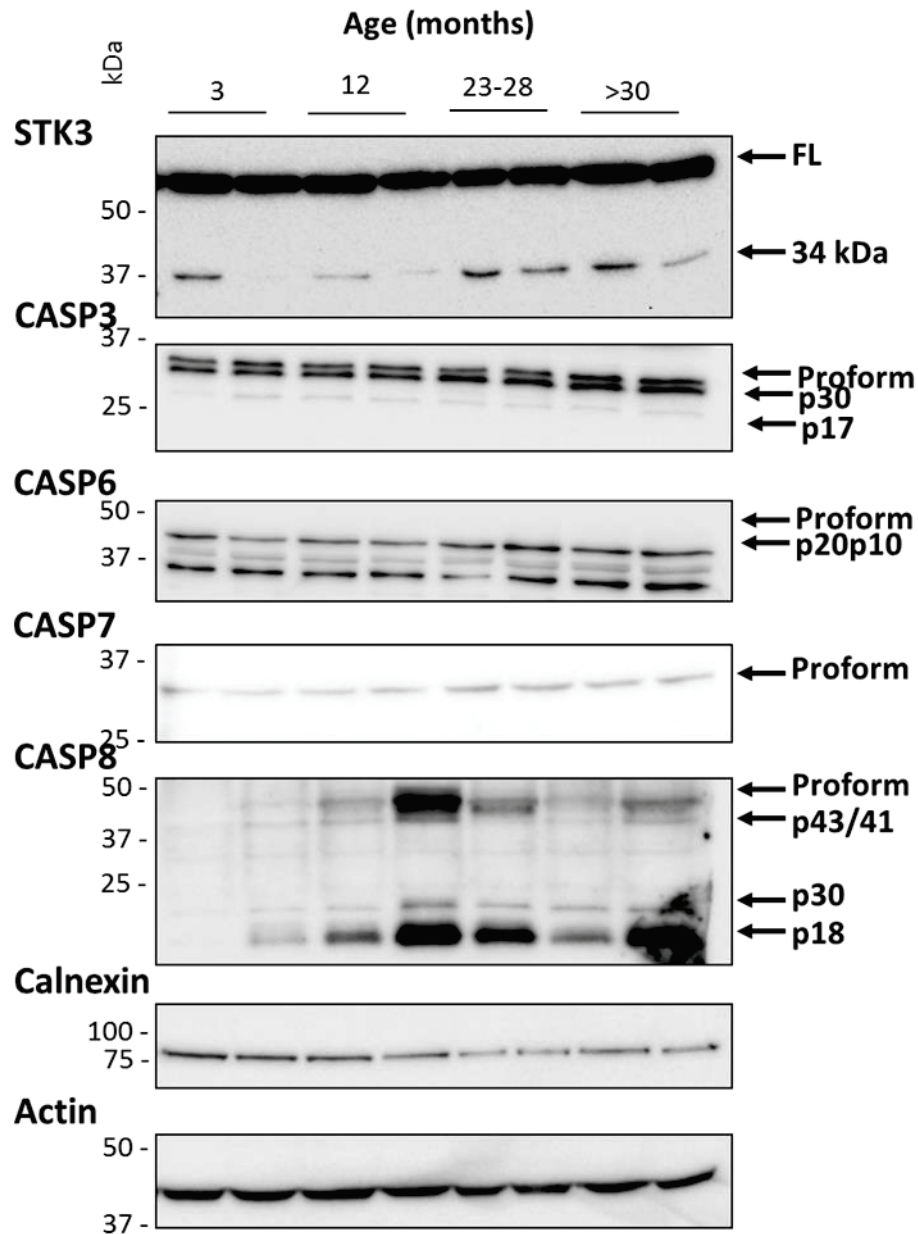 Age (months)
kDa
3 12 23-28 >30
STK3
FL
50 -
34 kDa
37 -
CASP3
37 -
Proform
p30
25 -
p17
CASP6
50 -
Proform
p20p10
37 -
CASP7
37 -
Proform
25 -
CASP8
50 -
Proform
p43/41
37 -
25 -
p30
p18
Calnexin
100 -
75 -
Actin
50 -
37 -